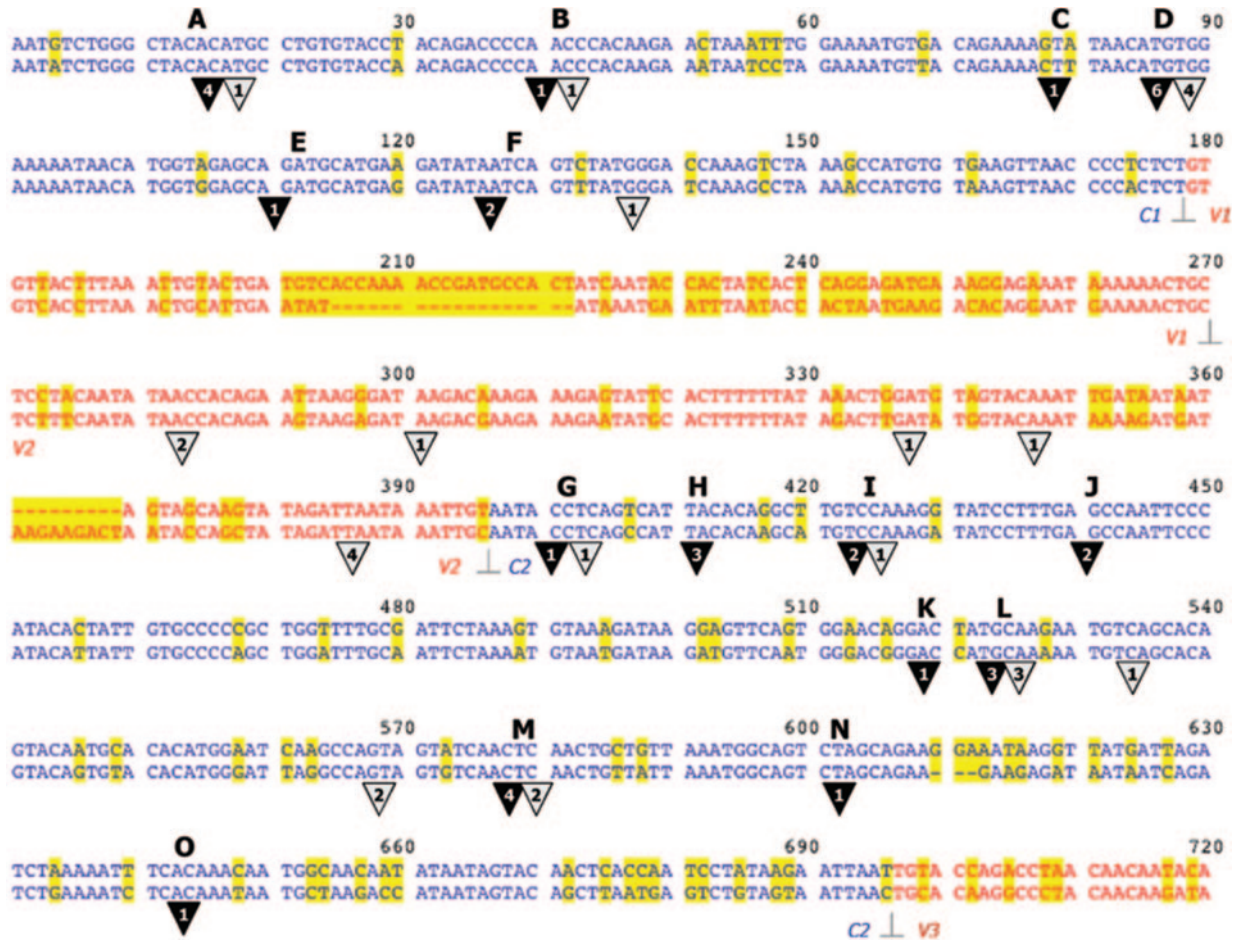 A 30 B 60 C D 90
AATGTCTGGG CTACACATGC CTGTGTACCT ACAGACCCCA ACCCACAAGA ACTAAATTTG GAAAATGTGA CAGAAAAGTA TAACATGTGG
AATATCTGGG CTACACATGC CTGTGTACCA ACAGACCCCA ACCCACAAGA AATAATCCTA GAAAATGTTA CAGAAAACTT TAACATGTGG
4 1 1 1 1 6 4
E 120 F 150 180
AAAAATAACA TGGTAGAGCA GATGCATGAA GATATAATCA GTCTATGGGA CCAAAGTCTA AAGCCATGTG TGAAGTTAAC CCCTCTCTGT
AAAAATAACA TGGTGGAGCA GATGCATGAG GATATAATCA GTTTATGGGA TCAAAGCCTA AAACCATGTG TAAAGTTAAC CCCACTCTGT
1 2 1 C1 V1
210 240 270
GTTACTTTAA ATTGTACTGA TGTCACCAAA ACCGATGCCA CTATCAATAC CACTATCACT CAGGAGATGA AAGGAGAAAT AAAAAACTGC
GTCACCTTAA ACTGCATTGA ATAT------ ---------- --ATAAATGA ATTTAATACC ACTAATGAAG ACACAGGAAT GAAAAACTGC
V1
300 330 360
TCCTACAATA TAACCACAGA ATTAAGGGAT AAGACAAAGA AAGAGTATTC ACTTTTTTAT AAACTGGATG TAGTACAAAT TGATAATAAT
TCTTTCAATA TAACCACAGA AGTAAGAGAT AAGACGAAGA AAGAATATGC ACTTTTTTAT AGACTTGATA TGGTACAAAT AAAAGATGAT
V2 2 1 1 1
390 G H 420 I J 450
---------A GTAGCAAGTA TAGATTAATA AATTGTAATA CCTCAGTCAT TACACAGGCT TGTCCAAAGG TATCCTTTGA GCCAATTCCC
AAGAAGACTA ATACCAGCTA TAGATTAATA AATTGCAATA CCTCAGCCAT TACACAAGCA TGTCCAAAGA TATCCTTTGA GCCAATTCCC
4 V2 C2 1 1 3 2 1 2
480 510 K L 540
ATACACTATT GTGCCCCCGC TGGTTTTGCG ATTCTAAAGT GTAAAGATAA GGAGTTCAGT GGAACAGGAC TATGCAAGAA TGTCAGCACA
ATACATTATT GTGCCCCAGC TGGATTTGCA ATTCTAAAAT GTAATGATAA GATGTTCAAT GGGACGGGAC CATGCAAAAA TGTCAGCACA
1 3 3 1
570 M 600 N 630
GTACAATGCA CACATGGAAT CAAGCCAGTA GTATCAACTC AACTGCTGTT AAATGGCAGT CTAGCAGAAG GAAATAAGGT TATGATTAGA
GTACAGTGTA CACATGGGAT TAGGCCAGTA GTGTCAACTC AACTGTTATT AAATGGCAGT CTAGCAGAA- --GAAGAGAT AATAATCAGA
2 4 2 1
O 660 690 720
TCTAAAAATT TCACAAACAA TGGCAACAAT ATAATAGTAC AACTCACCAA TCCTATAAGA ATTAATTGTA CCAGACCTAA CAACAATACA
TCTGAAAATC TCACAAATAA TGCTAAGACC ATAATAGTAC AGCTTAATGA GTCTGTAGTA ATTAACTGCA CAAGGCCCTA CAACAAGATA
1 C2 V3